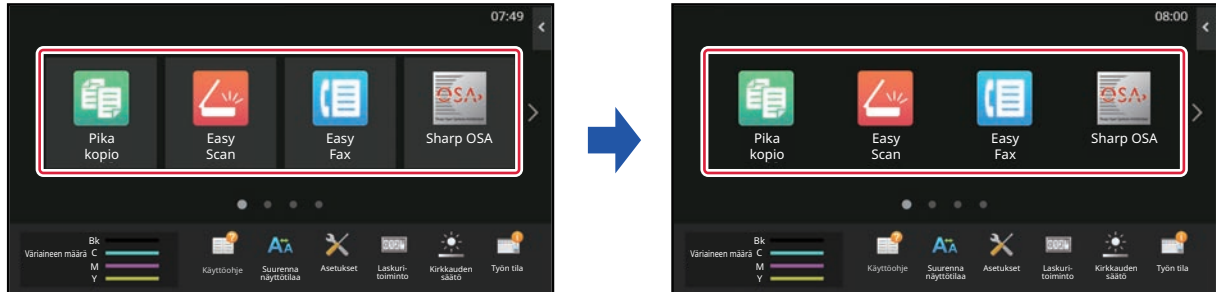 07:49
Pika
kopio
Easy
Scan
Easy
Fax
OSA
Sharp OSA
Väriaineen määrä
Bk
C
M
Y
Käyttöohje
Suurenna
näyttötilaa
Asetukset
Laskuri-
toiminto
Kirkkauden
säätö
Työn tila
08:00
Pika
kopio
Easy
Scan
Easy
Fax
OSA
Sharp OSA
Väriaineen määrä
Bk
C
M
Y
Käyttöohje
Suurenna
näyttötilaa
Asetukset
Laskuri-
toiminto
Kirkkauden
säätö
Työn tila